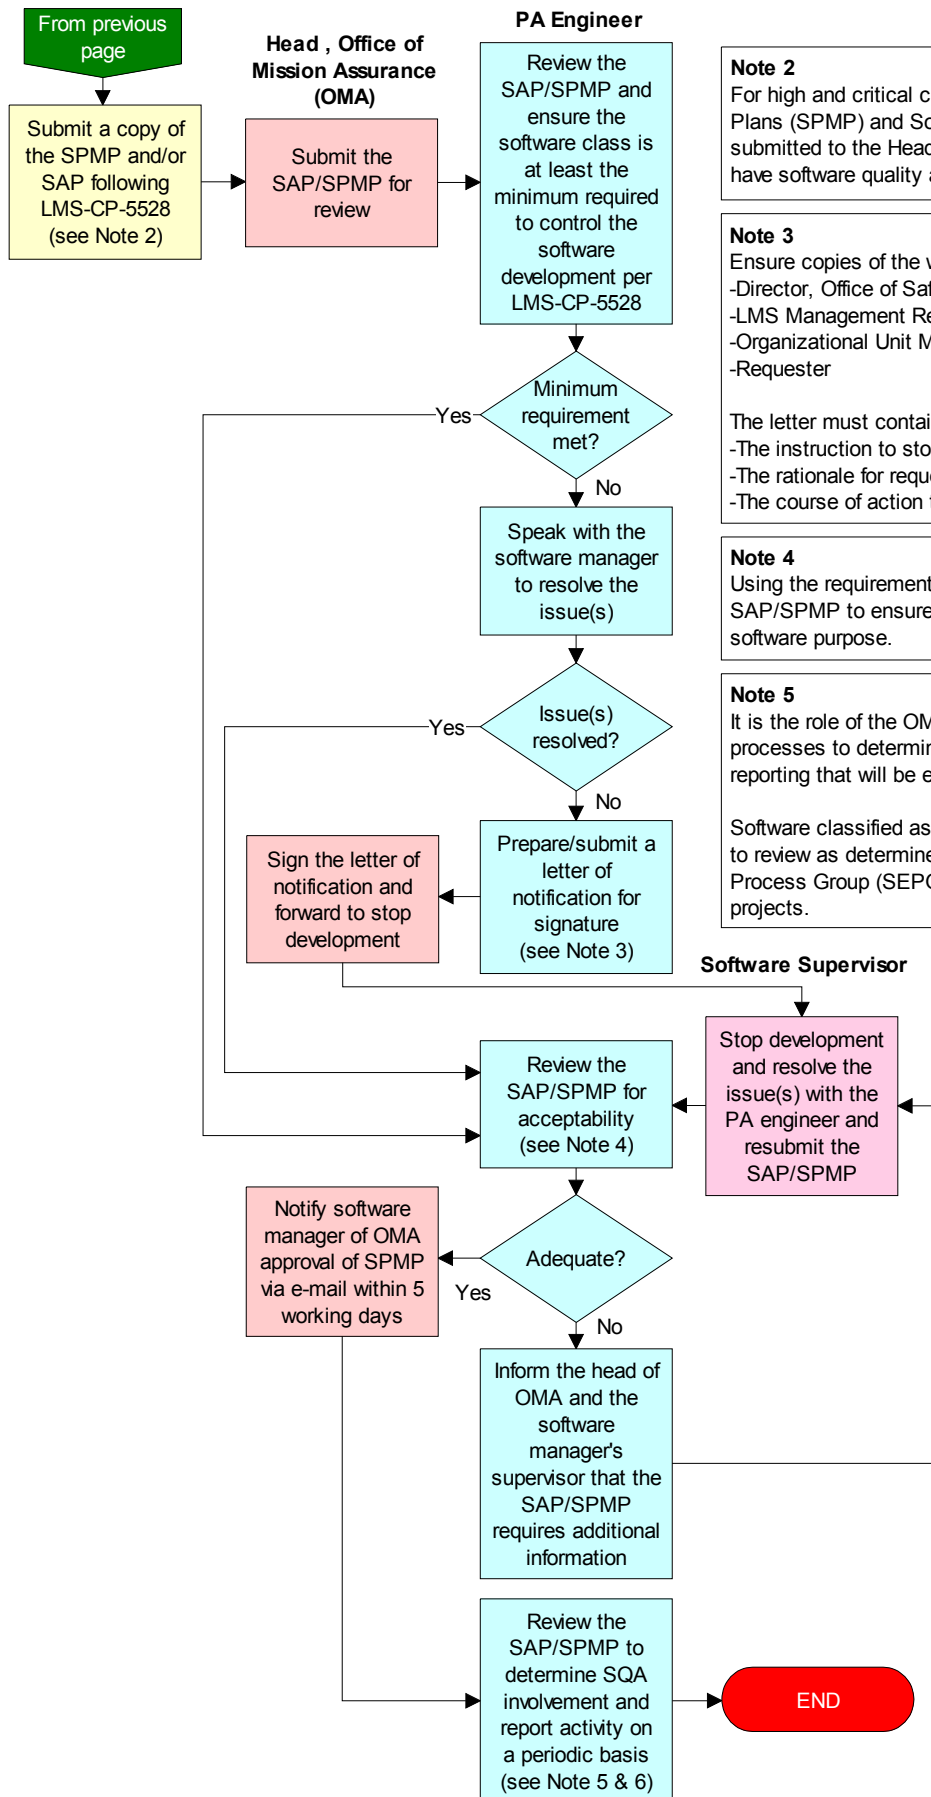 From previous
page
Head , Office of
Mission Assurance
(OMA)
PA Engineer
Submit a copy of
the SPMP and/or
SAP following
LMS-CP-5528
(see Note 2)
Submit the
SAP/SPMP for
review
Review the
SAP/SPMP and
ensure the
software class is
at least the
minimum required
to control the
software
development per
LMS-CP-5528
Minimum
requirement
met?
Yes
No
Speak with the
software manager
to resolve the
issue(s)
Issue(s)
resolved?
Yes
No
Prepare/submit a
letter of
notification for
signature
(see Note 3)
Sign the letter of
notification and
forward to stop
development
Software Supervisor
Stop development
and resolve the
issue(s) with the
PA engineer and
resubmit the
SAP/SPMP
Review the
SAP/SPMP for
acceptability
(see Note 4)
Adequate?
Yes
No
Notify software
manager of OMA
approval of SPMP
via e-mail within 5
working days
Inform the head of
OMA and the
software
manager's
supervisor that the
SAP/SPMP
requires additional
information
Review the
SAP/SPMP to
determine SQA
involvement and
report activity on
a periodic basis
(see Note 5 & 6)
END
Note 2
For high and critical
Plans (SPMP) and
submitted to the Head
have software quality
Note 3
Ensure copies of the
-Director, Office of
-LMS Management
-Organizational Unit
-Requester
The letter must
-The instruction to
-The rationale for
-The course of action
Note 4
Using the
SAP/SPMP to ensure
software purpose.
Note 5
It is the role of the
processes to
reporting that will be
Software classified as
to review as
Process Group
projects.